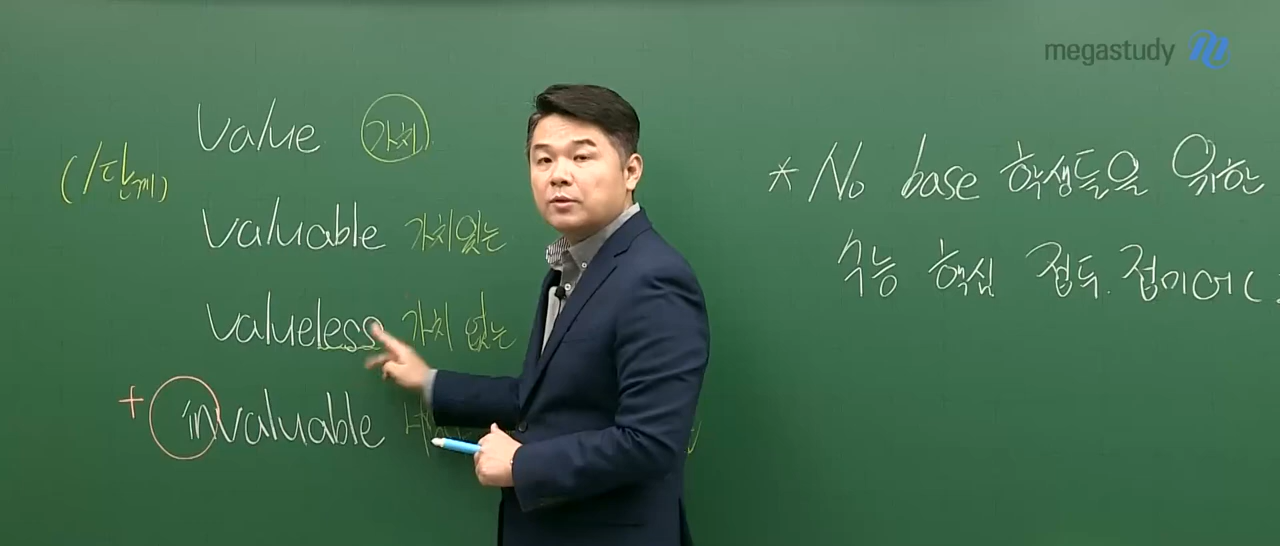 megastudy
value 가치
(1단계)
valuable 가치있는
valueless 가치 없는
+ invaluable
* No base 학생들을 위한
수능 핵심 접두.접미어(